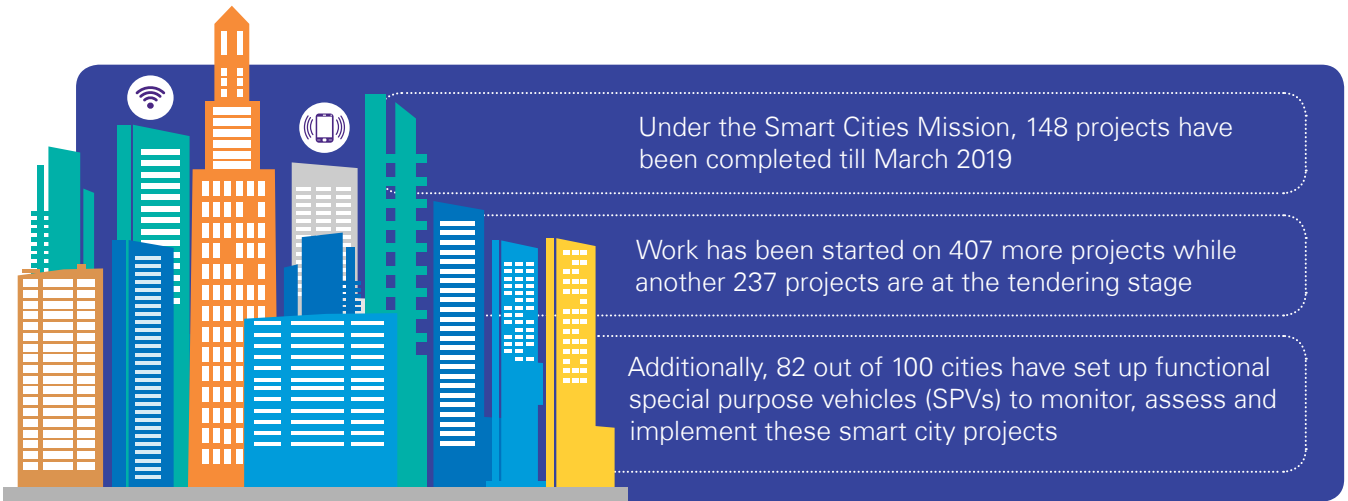 Under the Smart Cities Mission, 148 projects have
been completed till March 2019
Work has been started on 407 more projects while
another 237 projects are at the tendering stage
Additionally, 82 out of 100 cities have set up functional
special purpose vehicles (SPVs) to monitor, assess and
implement these smart city projects